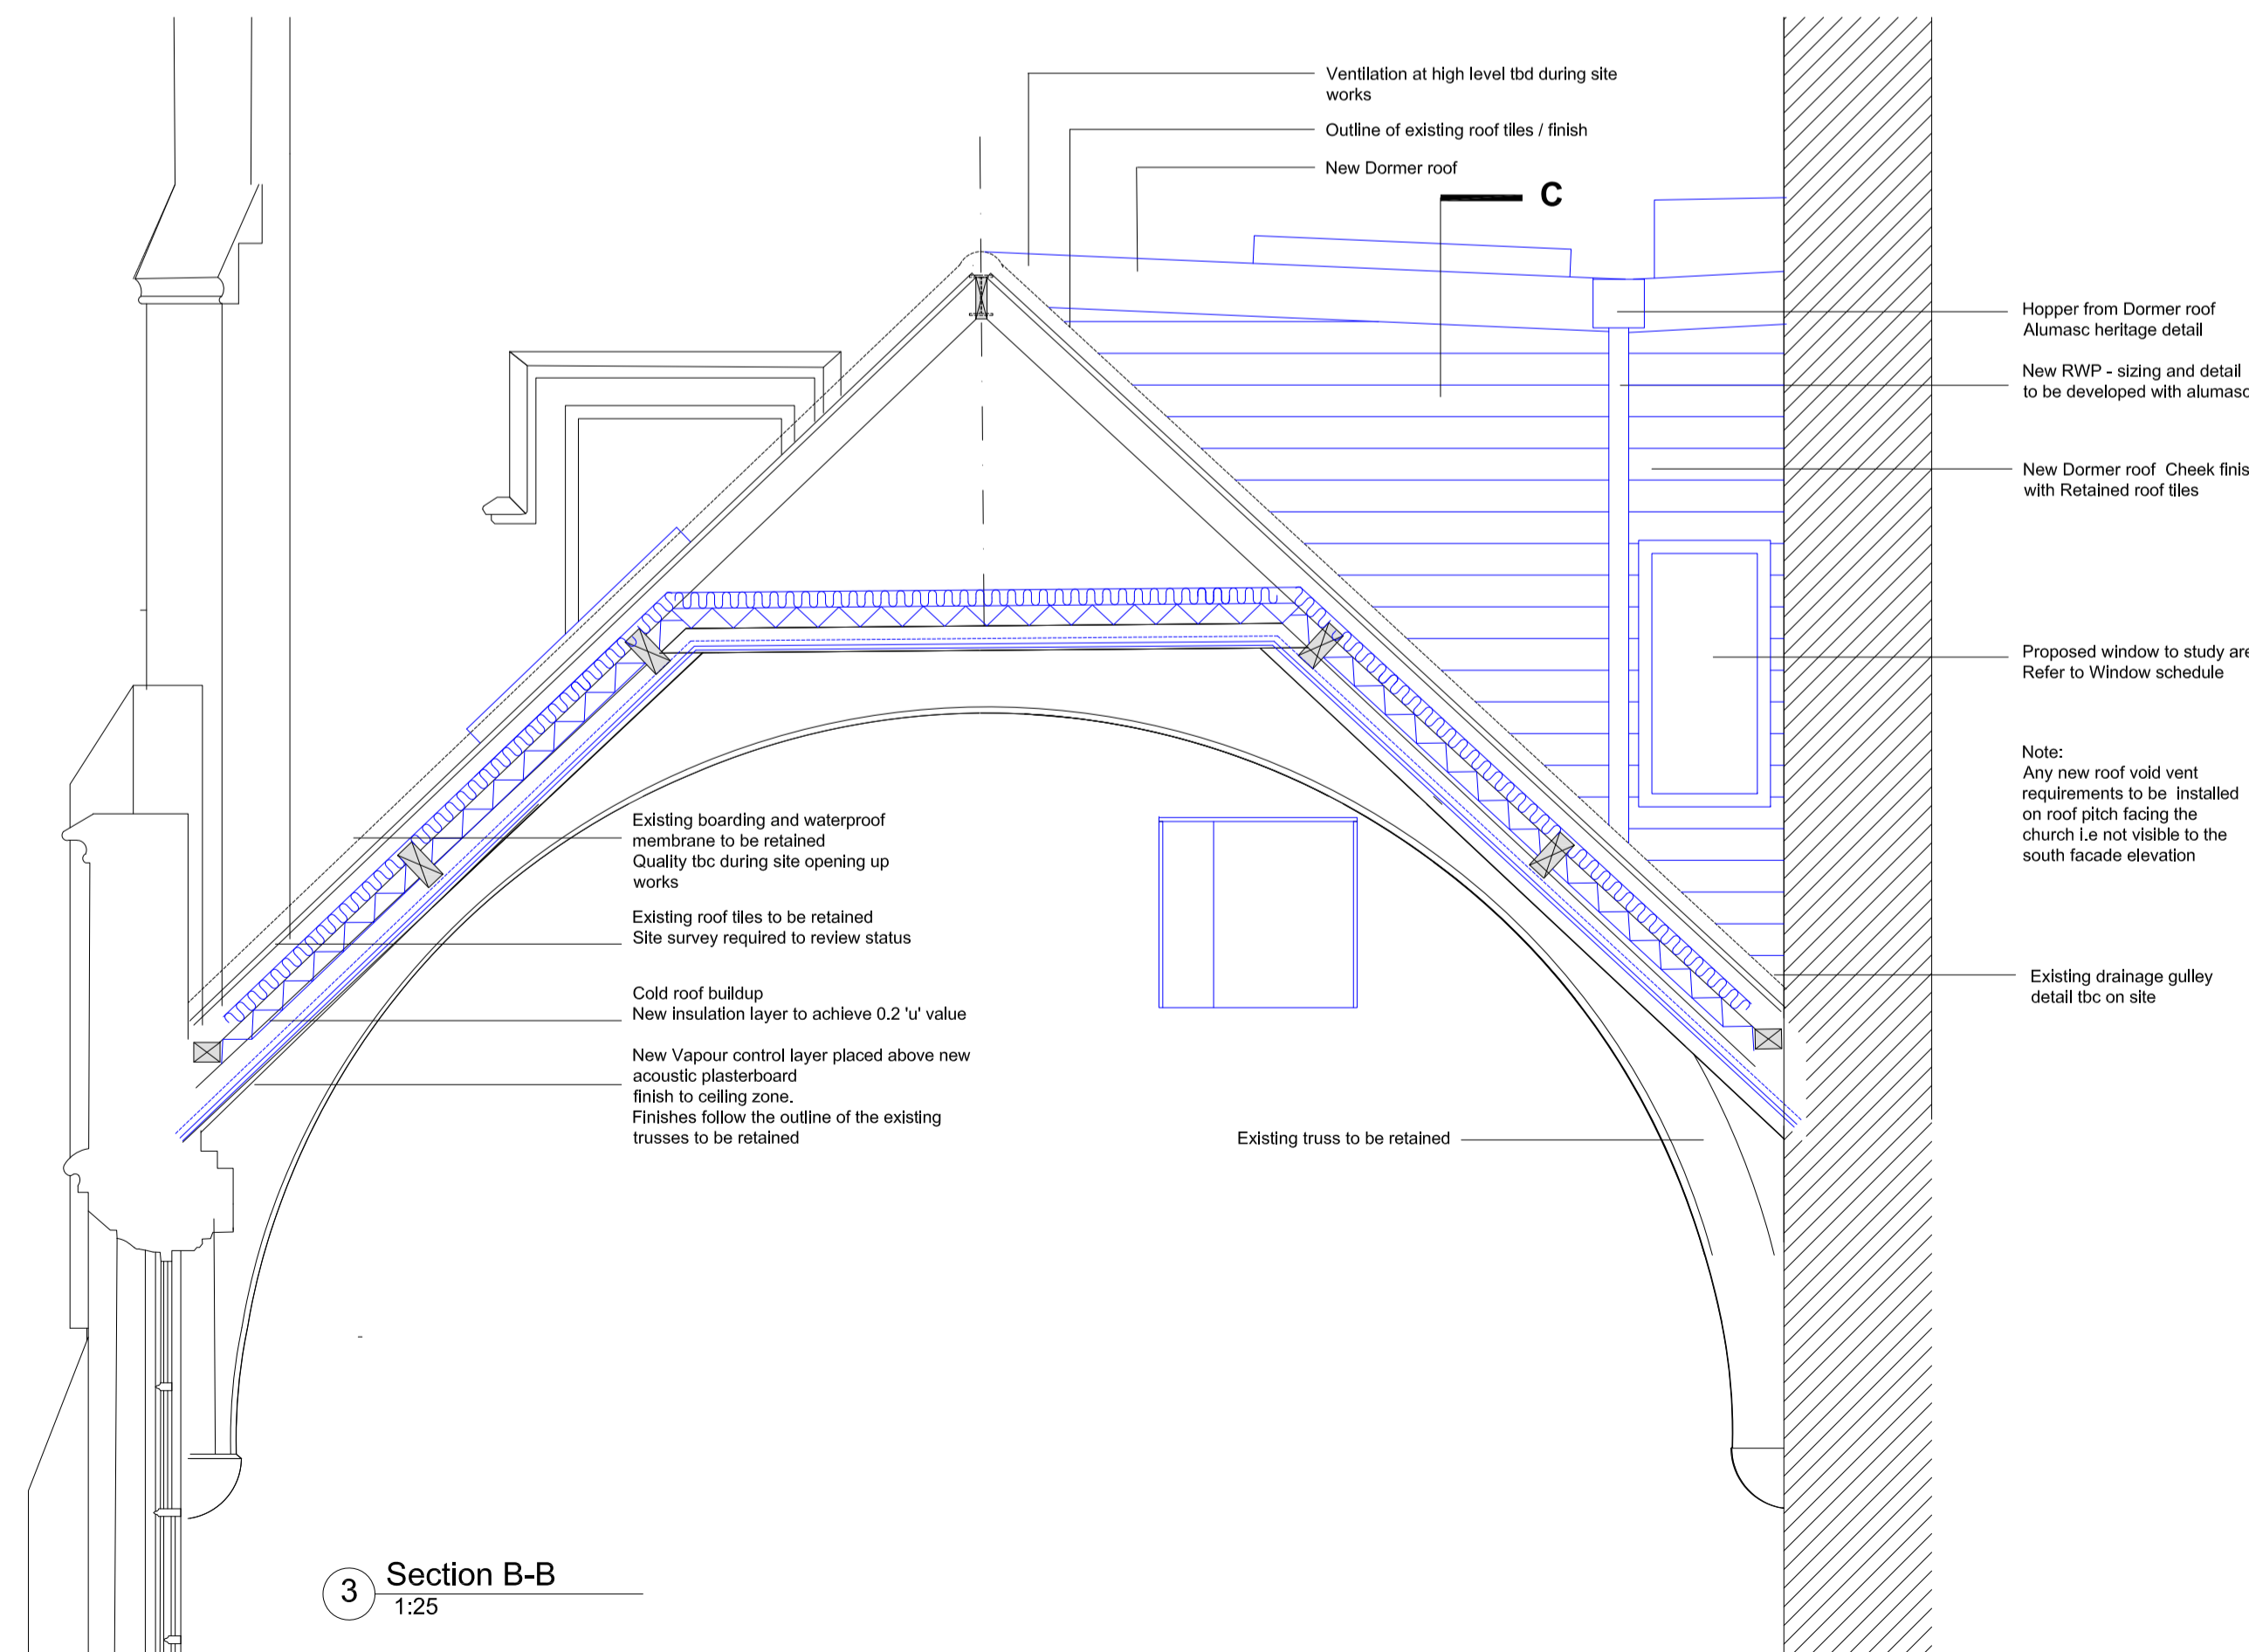 Ventilation at high level tbd during site
works
Outline of existing roof tiles / finish
New Dormer roof
C
Hopper from Dormer roof
Alumasc heritage detail
New RWP - sizing and detail
to be developed with alumasc
New Dormer roof Cheek finis
with Retained roof tiles
Proposed window to study are
Refer to Window schedule
Note:
Any new roof void vent
requirements to be installed
on roof pitch facing the
church i.e not visible to the
south facade elevation
Existing drainage gulley
detail tbc on site
Existing boarding and waterproof
membrane to be retained
Quality tbc during site opening up
works
Existing roof tiles to be retained
Site survey required to review status
Cold roof buildup
New insulation layer to achieve 0.2 'u' value
New Vapour control layer placed above new
acoustic plasterboard
finish to ceiling zone.
Finishes follow the outline of the existing
trusses to be retained
Existing truss to be retained
3 Section B-B
1:25